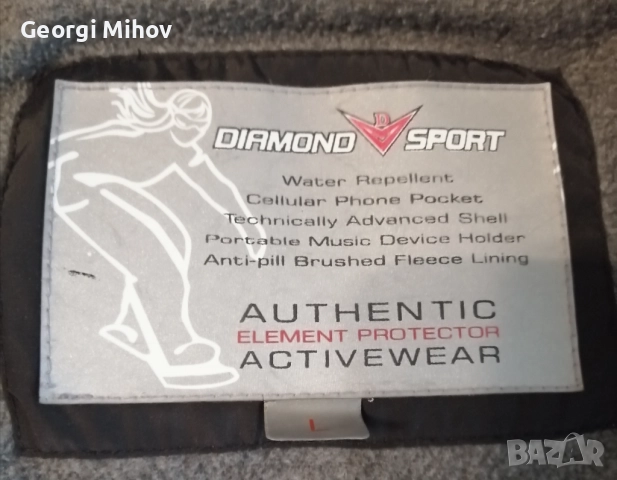 Georgi Mihov
DIAMOND D SPORT
Water Repellent
Cellular Phone Pocket
Technically Advanced Shell
Portable Music Device Holder
Anti-pill Brushed Fleece Lining
AUTHENTIC
ELEMENT PROTECTOR
ACTIVEWEAR
L
BAZAR